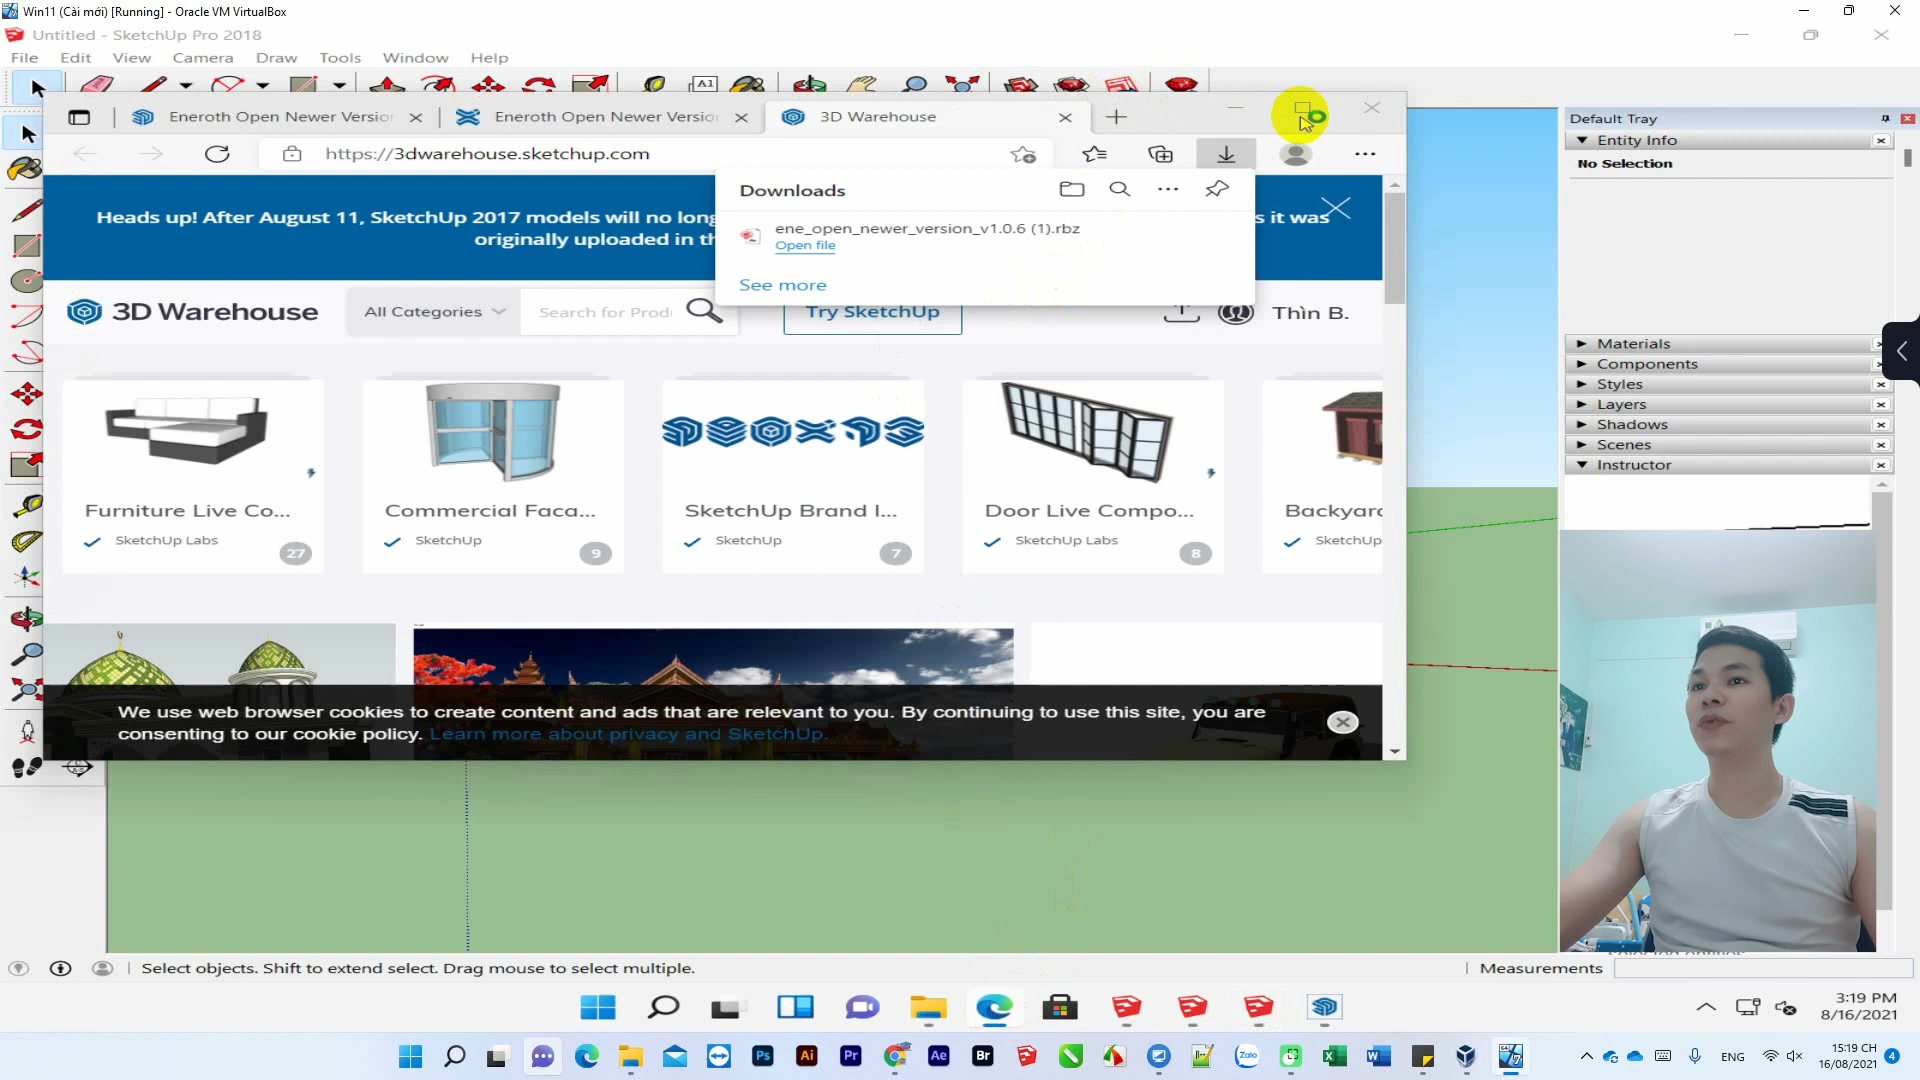 Win11 (Cài mới) [Running] - Oracle VM VirtualBox
Untitled - SketchUp Pro 2018
File Edit View Camera Draw Tools Window Help
A1
Eneroth Open Newer Versio
Eneroth Open Newer Versio
3D Warehouse
https://3dwarehouse.sketchup.com
Downloads
ene_open_newer_version_v1.0.6 (1).rbz
Open file
See more
Heads up! After August 11, SketchUp 2017 models will no long
s it was
originally uploaded in th
3D Warehouse
All Categories
Search for Prod
Try SketchUp
Thìn B.
Furniture Live Co...
SketchUp Labs
27
Commercial Faca...
SketchUp
9
SketchUp Brand I...
SketchUp
7
Door Live Compo...
SketchUp Labs
8
Backyard
SketchUp
We use web browser cookies to create content and ads that are relevant to you. By continuing to use this site, you are
consenting to our cookie policy. Learn more about privacy and SketchUp.
Default Tray
Entity Info
No Selection
Materials
Components
Styles
Layers
Shadows
Scenes
Instructor
Select objects. Shift to extend select. Drag mouse to select multiple.
Measurements
3:19 PM
8/16/2021
Ps
Ai
Pr
Ae
Br
Zalo
ENG
15:19 CH
16/08/2021
4